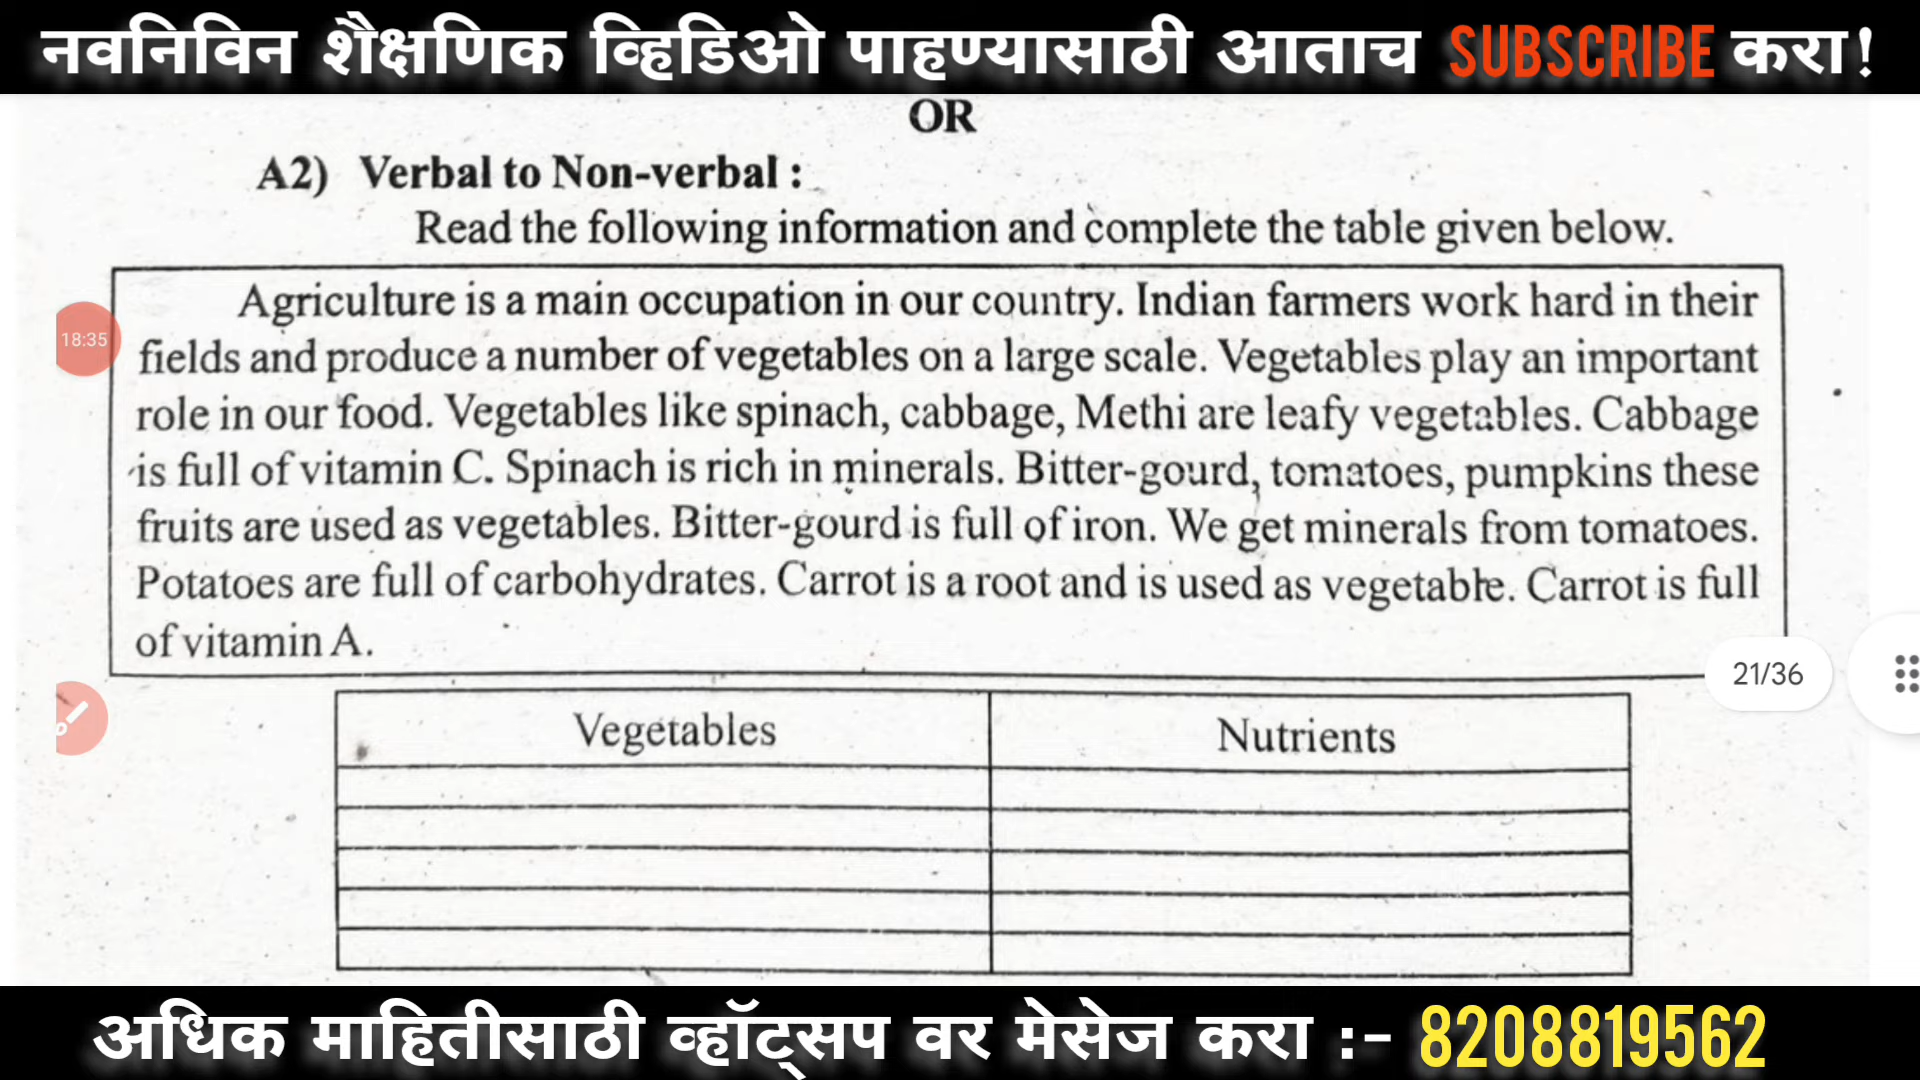 नवनिविन शैक्षणिक व्हिडिओ पाहण्यासाठी आताच SUBSCRIBE करा!
OR
A2) Verbal to Non-verbal :
Read the following information and complete the table given below.
Agriculture is a main occupation in our country. Indian farmers work hard in their
fields and produce a number of vegetables on a large scale. Vegetables play an important
role in our food. Vegetables like spinach, cabbage, Methi are leafy vegetables. Cabbage
is full of vitamin C. Spinach is rich in minerals. Bitter-gourd, tomatoes, pumpkins these
fruits are used as vegetables. Bitter-gourd is full of iron. We get minerals from tomatoes.
Potatoes are full of carbohydrates. Carrot is a root and is used as vegetable. Carrot is full
of vitamin A.
18:35
21/36
Vegetables Nutrients
अधिक माहितीसाठी व्हॉट्सप वर मेसेज करा :- 8208819562